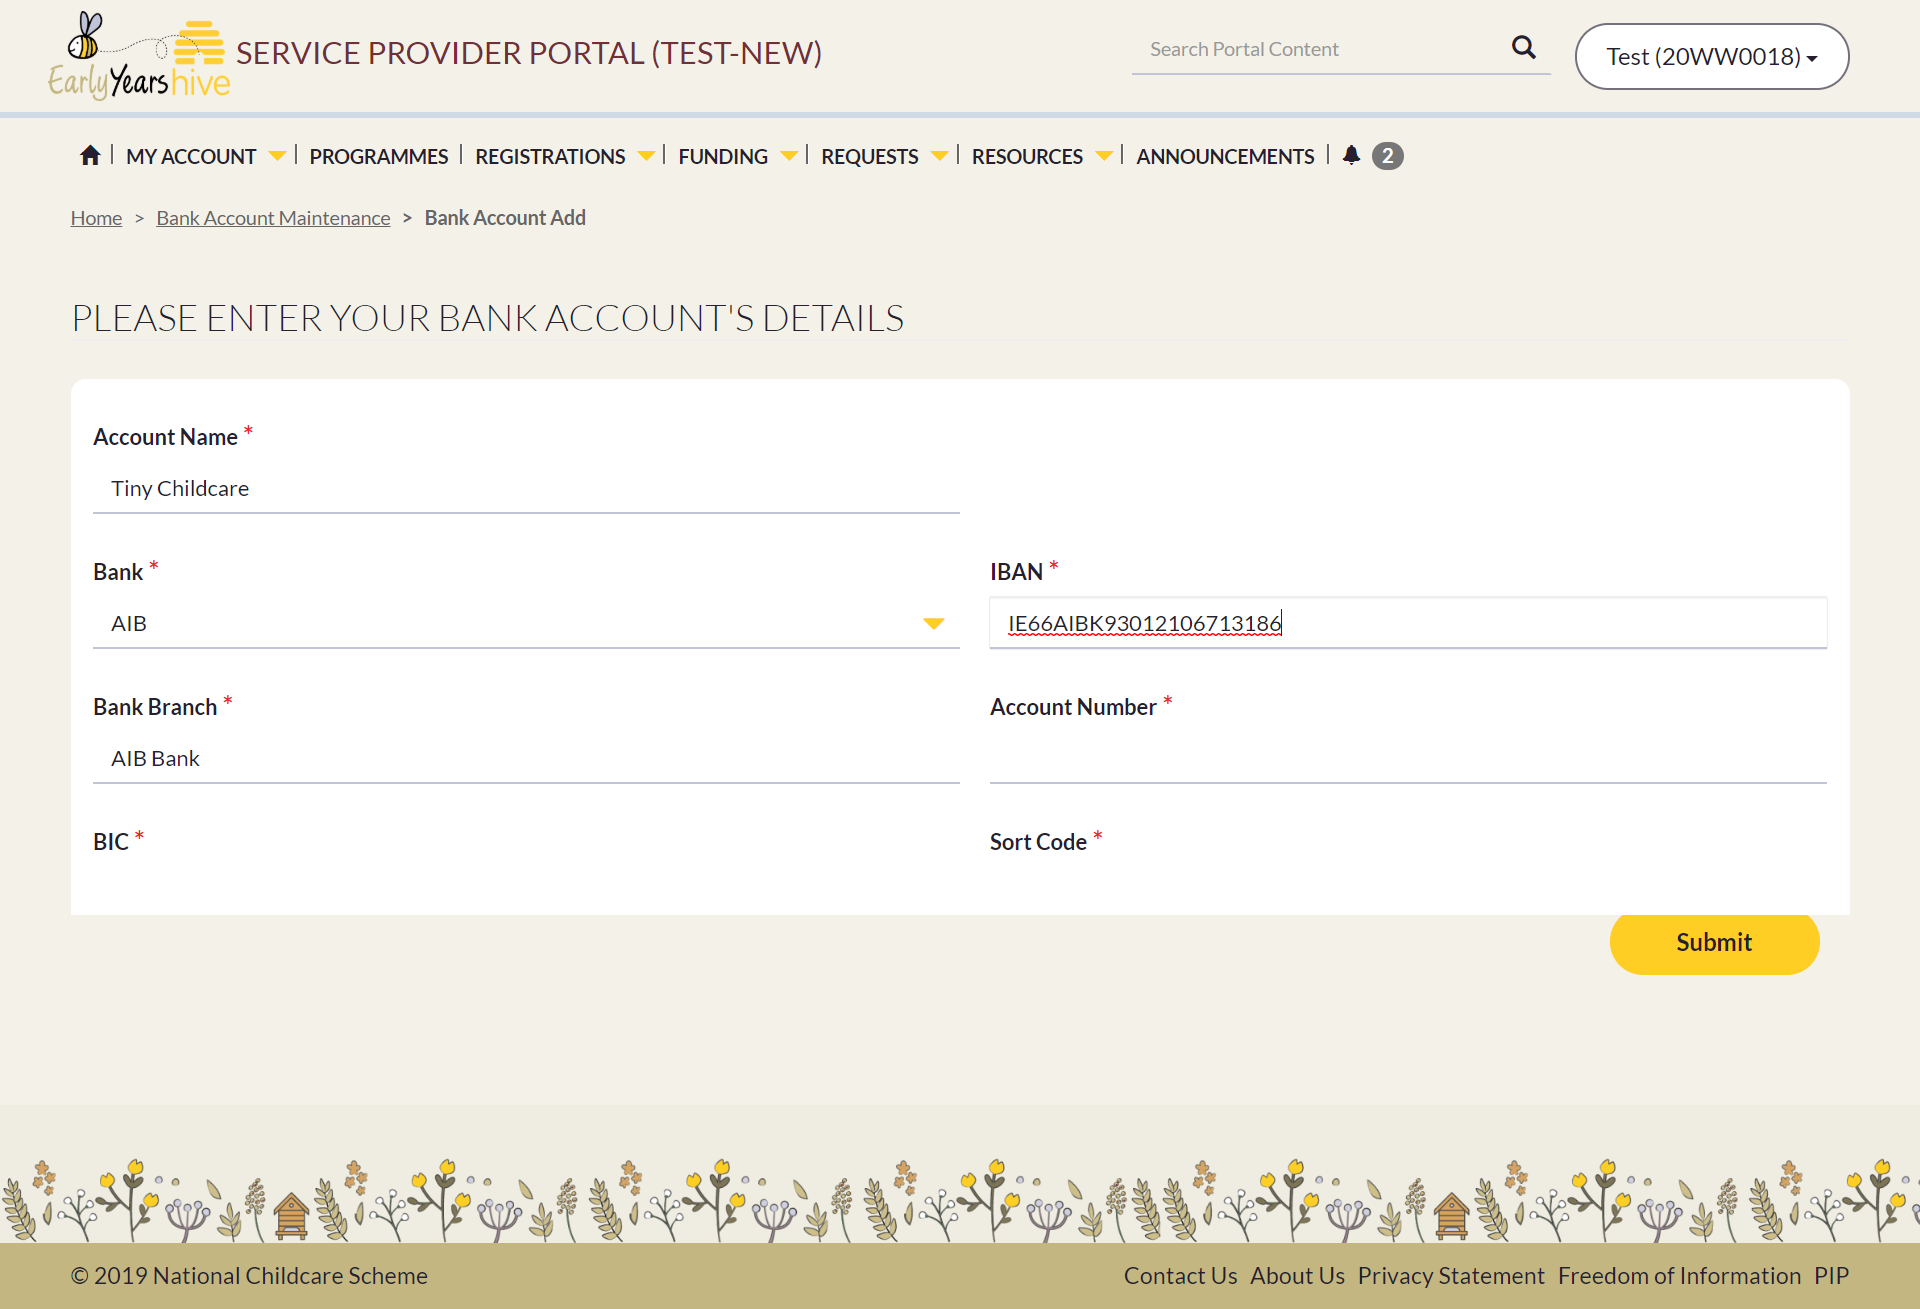 Early Years hive
SERVICE PROVIDER PORTAL (TEST-NEW)
Search Portal Content
Test (20WW0018)
MY ACCOUNT
PROGRAMMES
REGISTRATIONS
FUNDING
REQUESTS
RESOURCES
ANNOUNCEMENTS
2
Home > Bank Account Maintenance > Bank Account Add
PLEASE ENTER YOUR BANK ACCOUNT'S DETAILS
Account Name *
Tiny Childcare
Bank *
AIB
IBAN *
IE66AIBK93012106713186
Bank Branch *
AIB Bank
Account Number *
BIC *
Sort Code *
Submit
© 2019 National Childcare Scheme
Contact Us About Us Privacy Statement Freedom of Information PIP